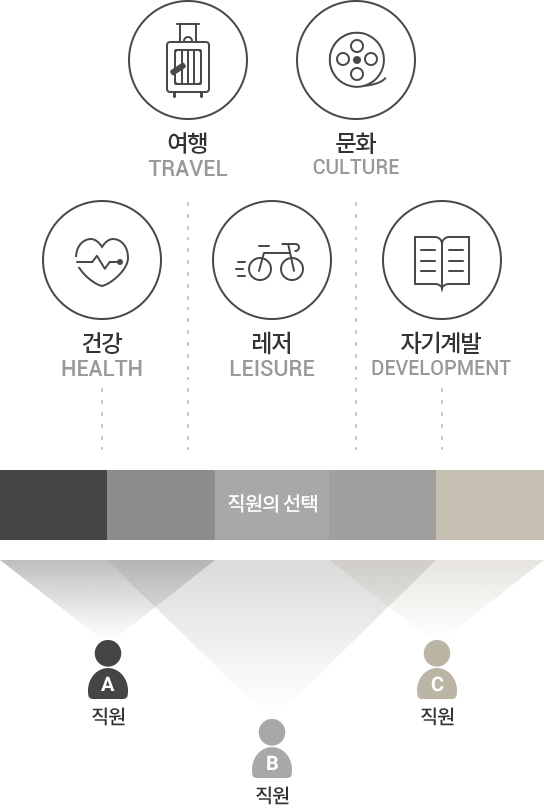 여행
TRAVEL
문화
CULTURE
건강
HEALTH
레저
LEISURE
자기계발
DEVELOPMENT
직원의 선택
A
직원
C
직원
B
직원